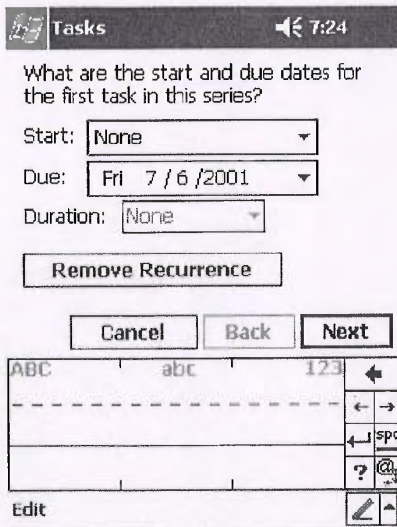 Tasks 7:24
What are the start and due dates for
the first task in this series?
Start: None
Due: Fri 7 / 6 /2001
Duration: None
Remove Recurrence
Cancel Back Next
ABC abc 123
spc
? @
Edit